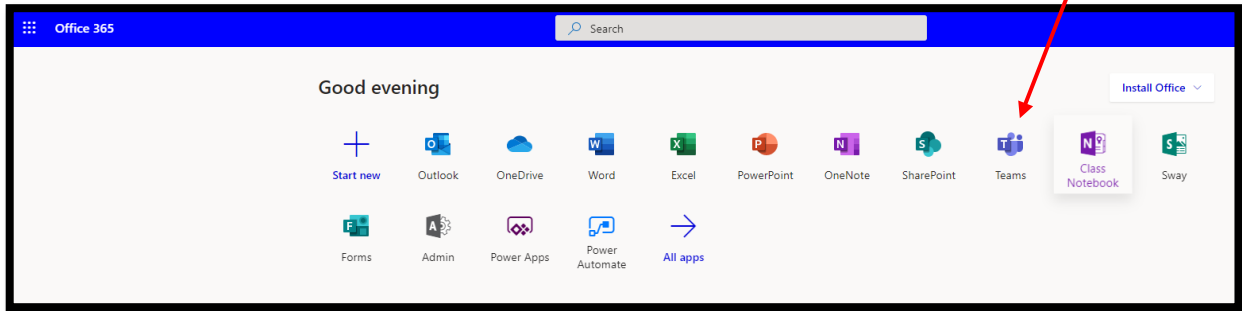 Office 365
Search
Good evening
Install Office
Start new
Outlook
OneDrive
Word
Excel
PowerPoint
OneNote
SharePoint
Teams
Class
Notebook
Sway
Forms
Admin
Power Apps
Power
Automate
All apps